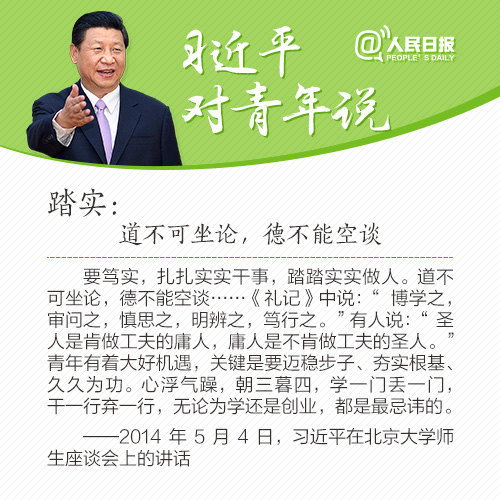 习近平
@人民日报
PEOPLE'S DAILY
对青年说
踏实：
道不可坐论，德不能空谈
要笃实，扎扎实实干事，踏踏实实做人。道不
可坐论，德不能空谈……《礼记》中说：“博学之，
审问之，慎思之，明辨之，笃行之。”有人说：“圣
人是肯做工夫的庸人，庸人是不肯做工夫的圣人。”
青年有着大好机遇，关键是要迈稳步子、夯实根基、
久久为功。心浮气躁，朝三暮四，学一门丢一门，
干一行弃一行，无论为学还是创业，都是最忌讳的。
——2014 年 5 月 4 日，习近平在北京大学师
生座谈会上的讲话